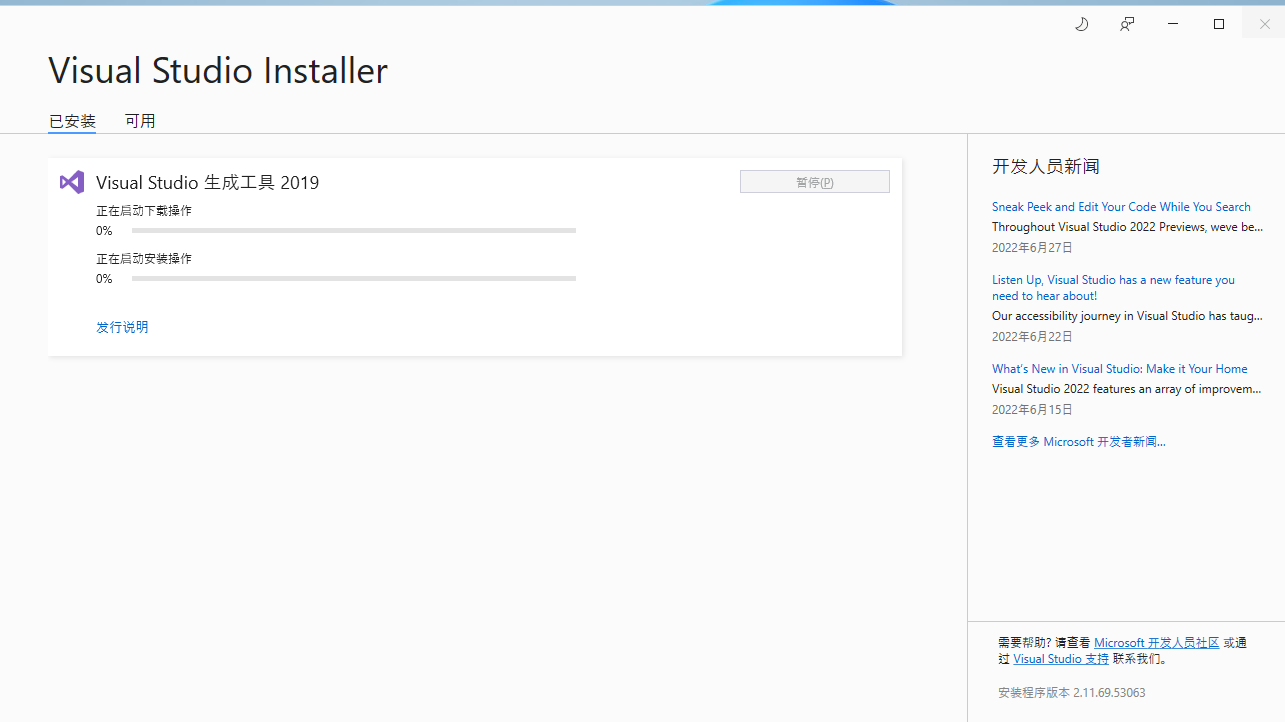 Visual Studio Installer
已安装
可用
Visual Studio 生成工具 2019
暂停(P)
正在启动下载操作
0%
正在启动安装操作
0%
发行说明
开发人员新闻
Sneak Peek and Edit Your Code While You Search
Throughout Visual Studio 2022 Previews, weve be...
2022年6月27日
Listen Up, Visual Studio has a new feature you
need to hear about!
Our accessibility journey in Visual Studio has taug...
2022年6月22日
What's New in Visual Studio: Make it Your Home
Visual Studio 2022 features an array of improvem...
2022年6月15日
查看更多 Microsoft 开发者新闻...
需要帮助? 请查看 Microsoft 开发人员社区 或通
过 Visual Studio 支持 联系我们。
安装程序版本 2.11.69.53063